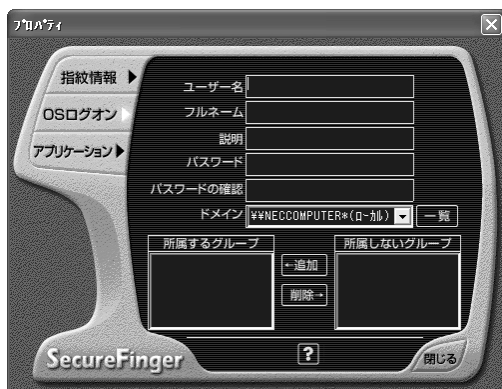 ﾌﾟﾛﾊﾟﾃｨ
指紋情報
OSログオン
アプリケーション
ユーザー名
フルネーム
説明
パスワード
パスワードの確認
ドメイン ¥¥NECCOMPUTER*(ﾛｰｶﾙ) 一覧
所属するグループ 所属しないグループ
←追加
削除→
?
SecureFinger
閉じる